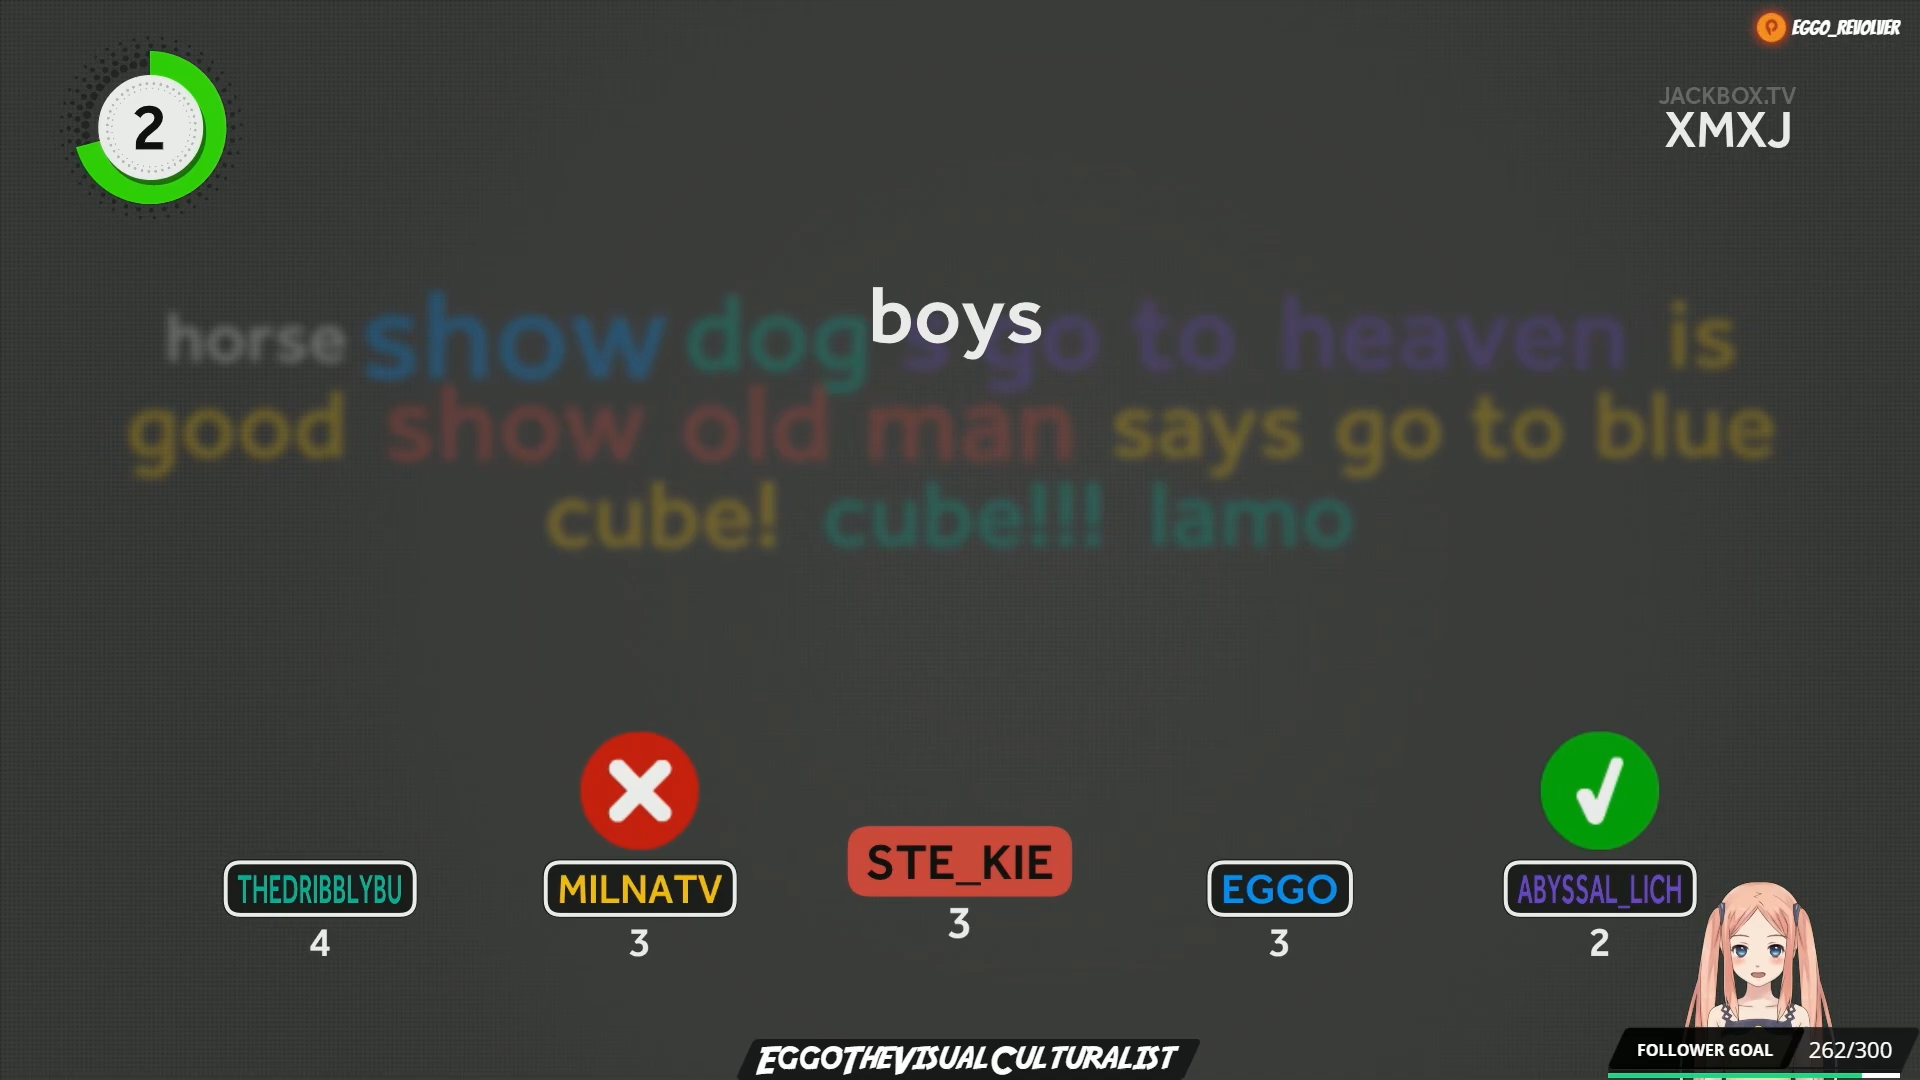 EGGO_REVOLVER
2
JACKBOX.TV
XMXJ
boys
horse show dog s go to heaven is
good show old man says go to blue
cube! cube!!! lamo
THEDRIBBLYBU MILNATV STE_KIE EGGO ABYSSAL_LICH
4 3 3 3 2
EGGOTHEVISUALCULTURALIST
FOLLOWER GOAL 262/300